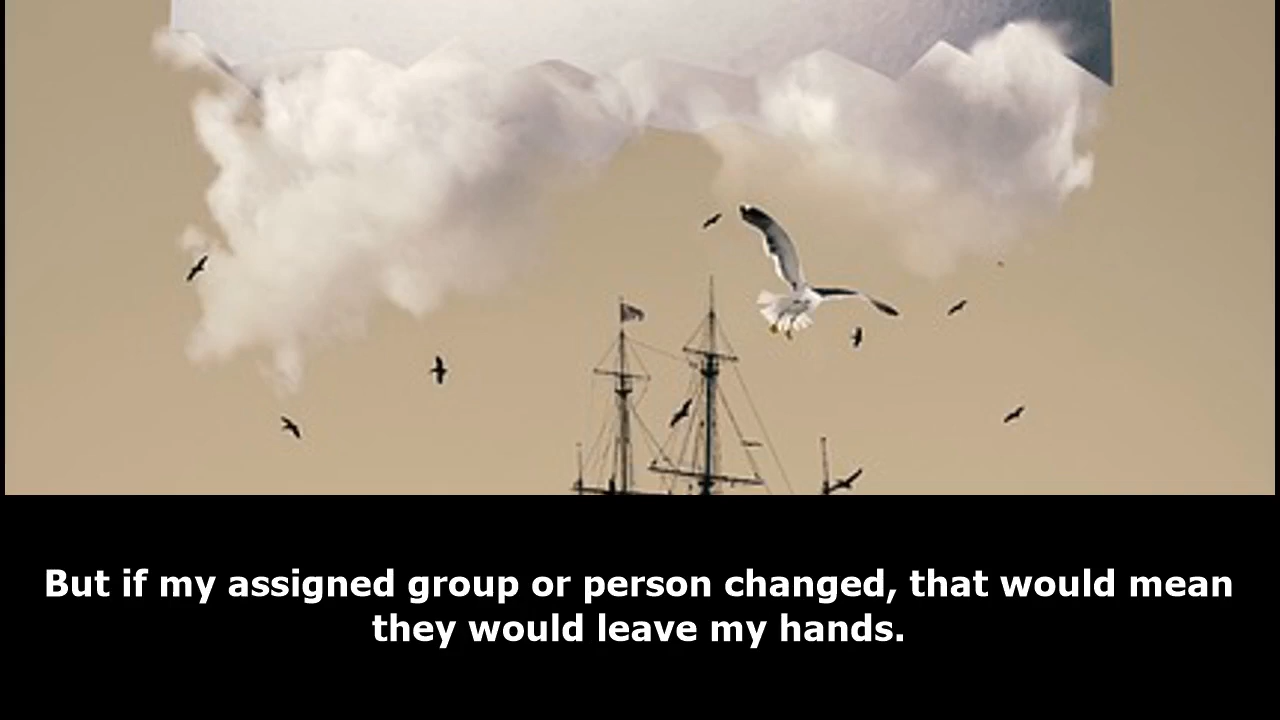 But if my assigned group or person changed, that would mean
they would leave my hands.